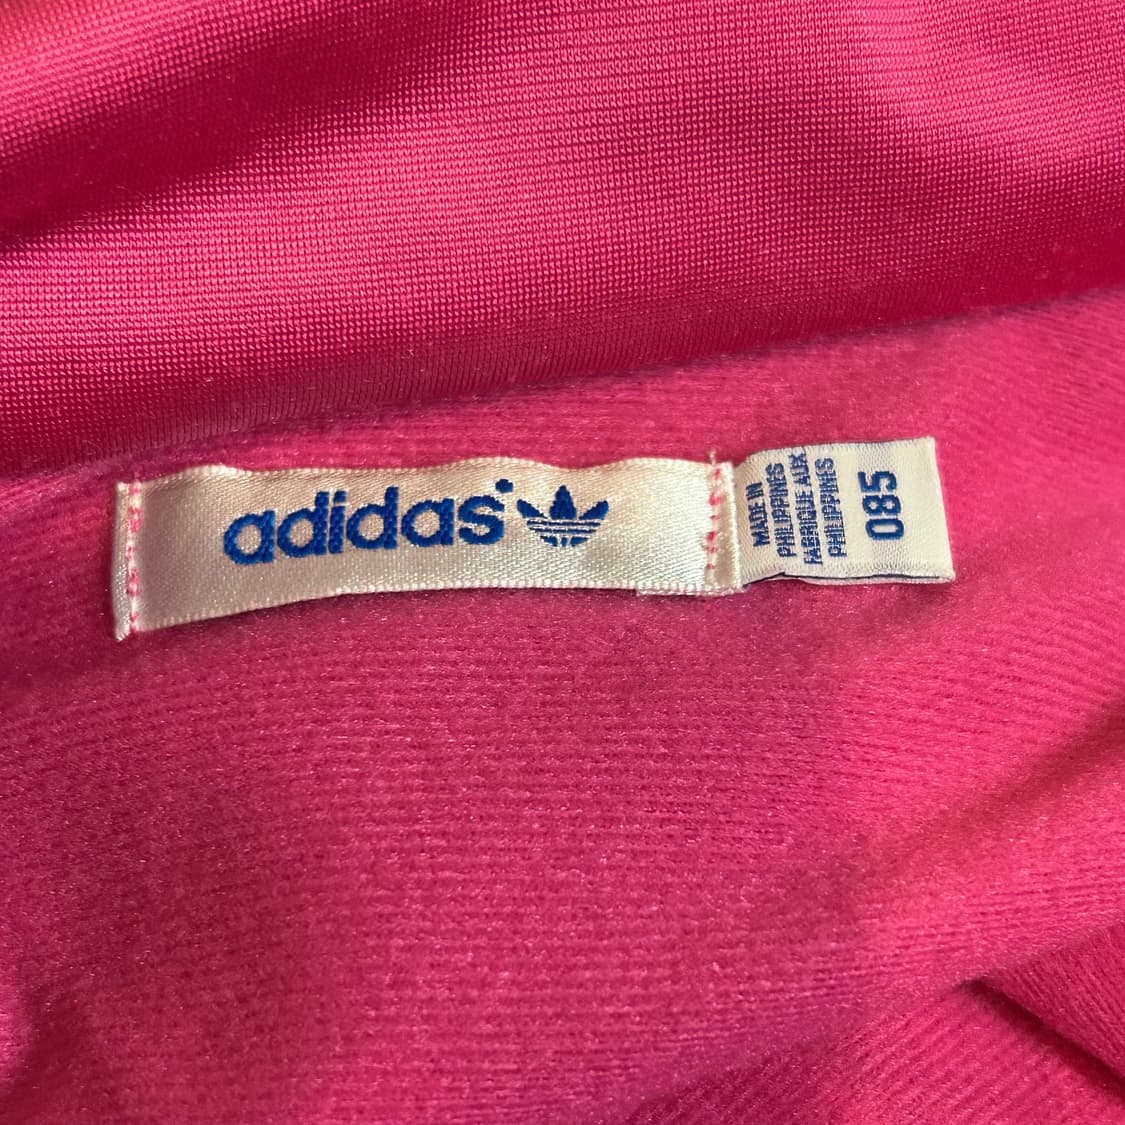 adidas
MADE IN
PHILIPPINES
FABRIQUE AUX
PHILIPPINES
085